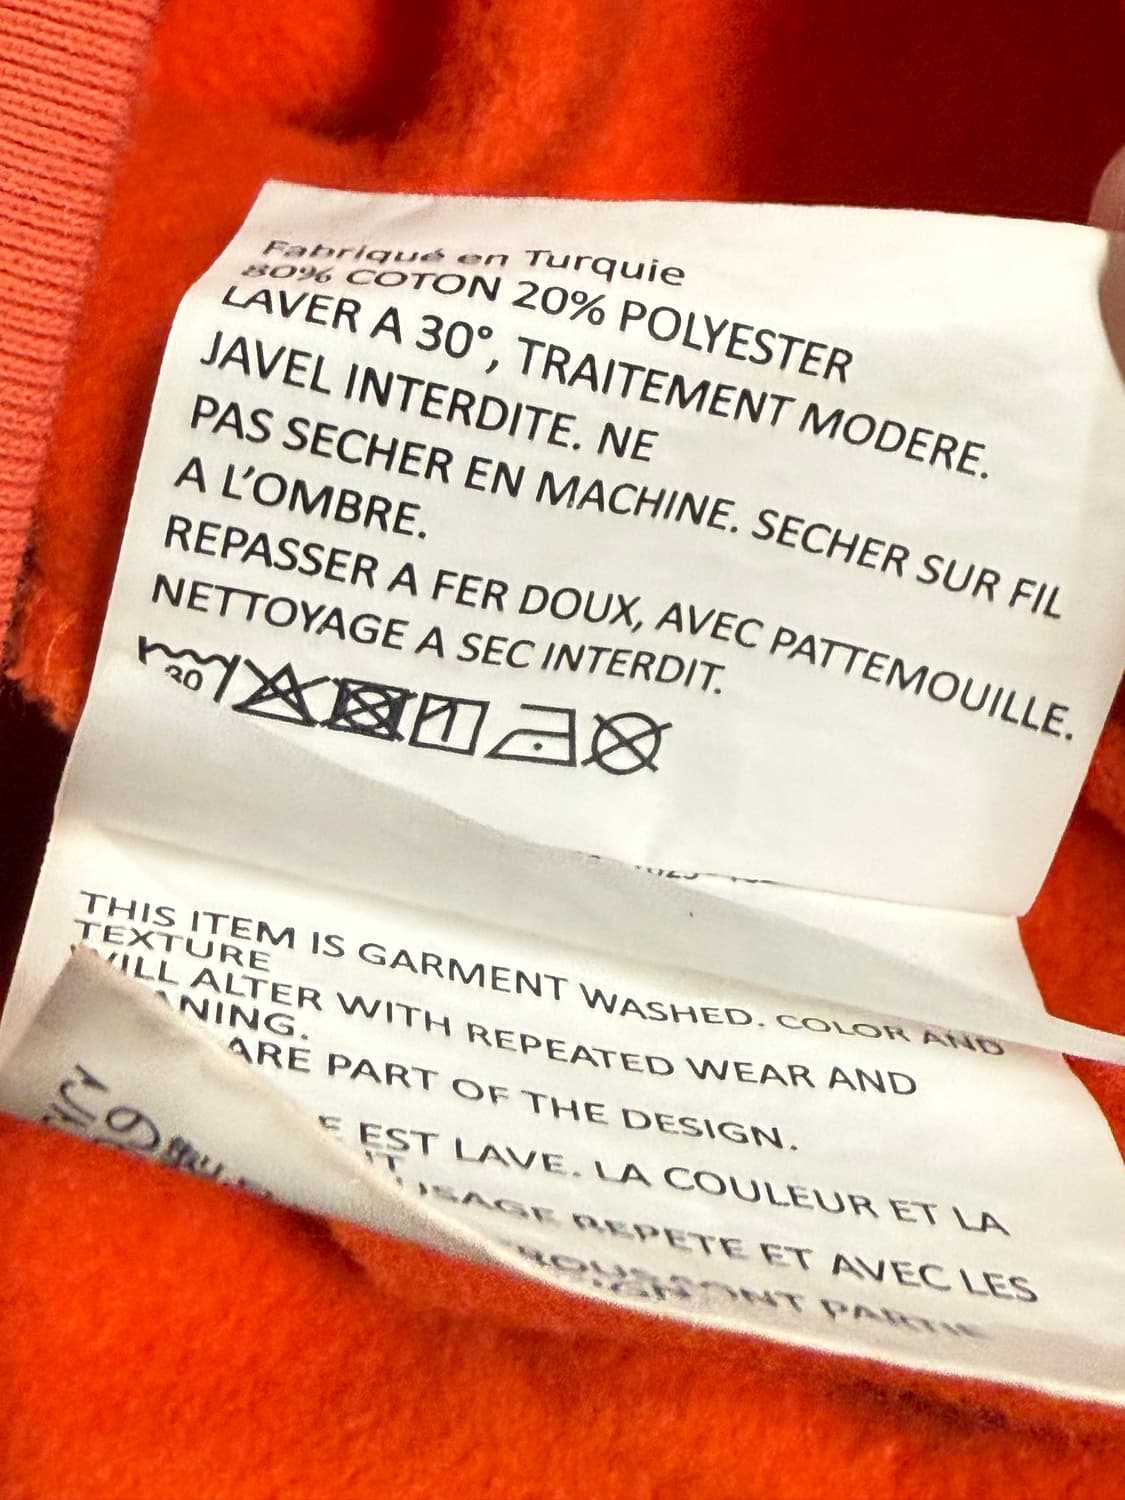 Fabriqué en Turquie
80% COTON 20% POLYESTER
LAVER A 30°, TRAITEMENT MODERE.
JAVEL INTERDITE. NE
PAS SECHER EN MACHINE. SECHER SUR FIL
A L'OMBRE.
REPASSER A FER DOUX, AVEC PATTEMOUILLE.
NETTOYAGE A SEC INTERDIT.
30
THIS ITEM IS GARMENT WASHED. COLOR AND
TEXTURE
WILL ALTER WITH REPEATED WEAR AND
ARE PART OF THE DESIGN.
EST LAVE. LA COULEUR ET LA
REPETE ET AVEC LES
PARTIE